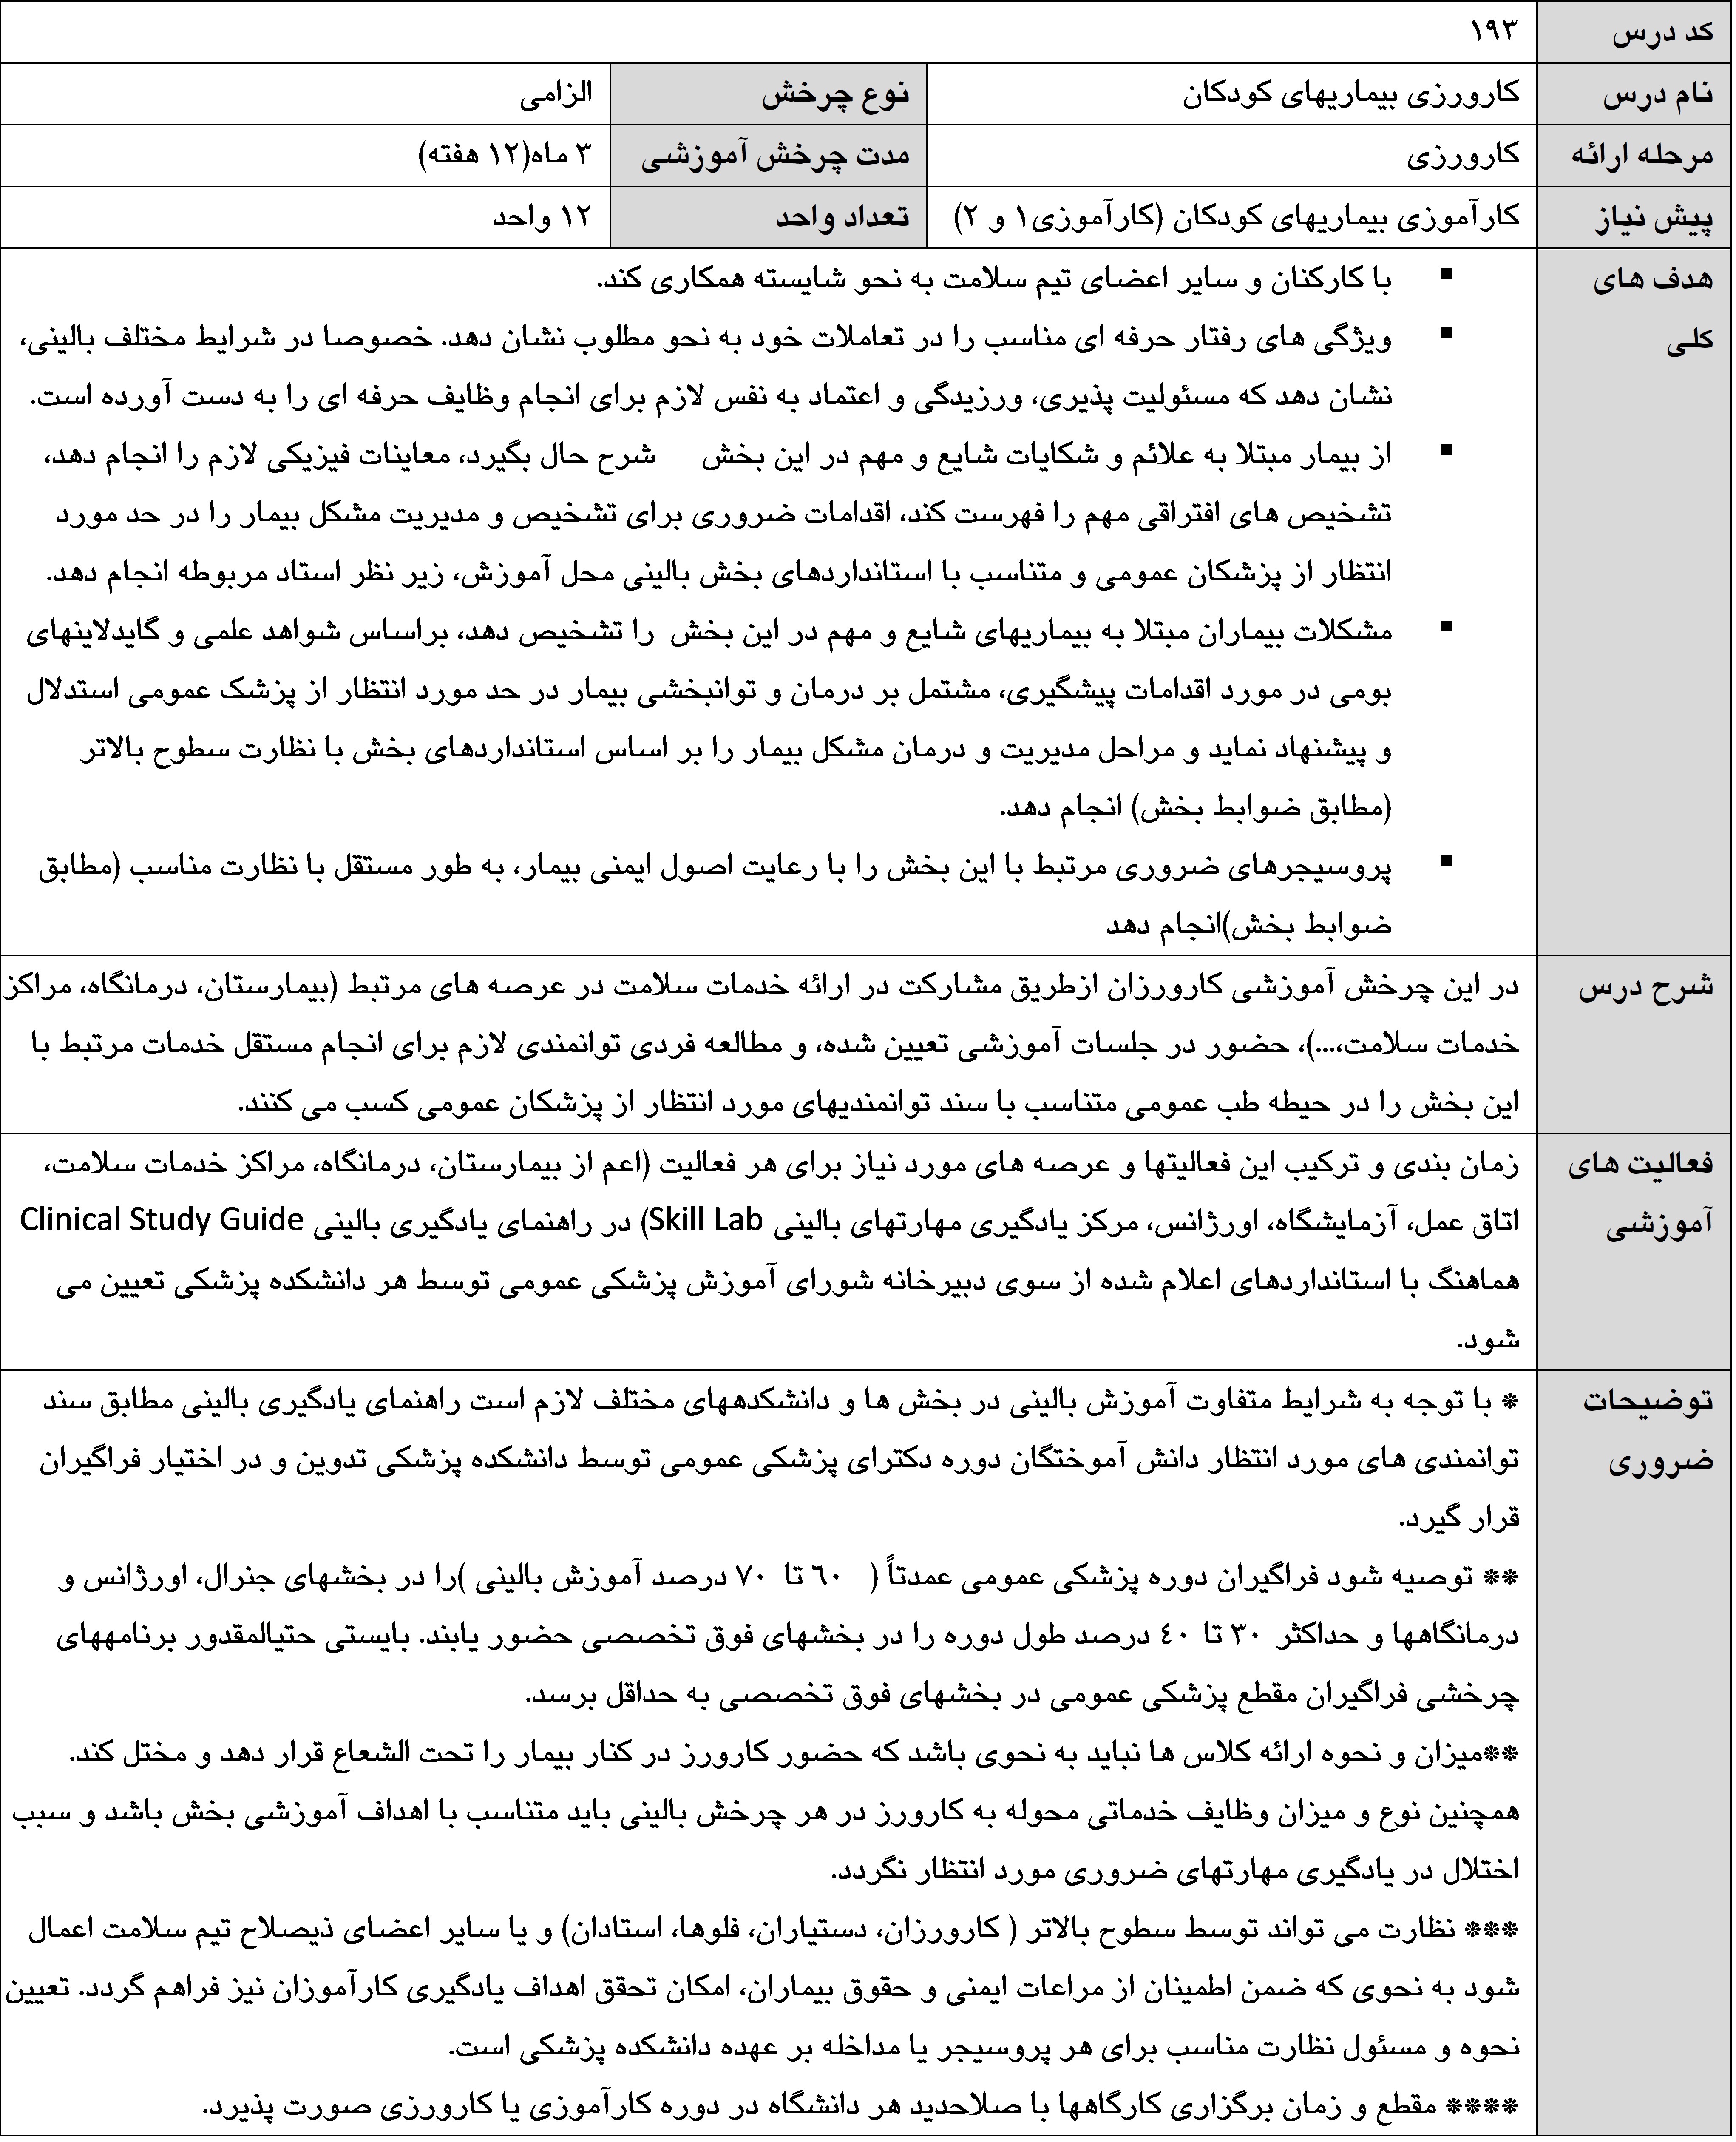 کد درس ۱۹۳
نام درس کارورزی بیماریهای کودکان نوع چرخش الزامی
مرحله ارائه کارورزی مدت چرخش آموزشی ۳ ماه(۱۲ هفته)
پیش نیاز کارآموزی بیماریهای کودکان (کارآموزی۱ و ۲) تعداد واحد ۱۲ واحد
هدف های
کلی
▪ با کارکنان و سایر اعضای تیم سلامت به نحو شایسته همکاری کند.
▪ ویژگی های رفتار حرفه ای مناسب را در تعاملات خود به نحو مطلوب نشان دهد. خصوصا در شرایط مختلف بالینی،
نشان دهد که مسئولیت پذیری، ورزیدگی و اعتماد به نفس لازم برای انجام وظایف حرفه ای را به دست آورده است.
▪ از بیمار مبتلا به علائم و شکایات شایع و مهم در این بخش شرح حال بگیرد، معاینات فیزیکی لازم را انجام دهد،
تشخیص های افتراقی مهم را فهرست کند، اقدامات ضروری برای تشخیص و مدیریت مشکل بیمار را در حد مورد
انتظار از پزشکان عمومی و متناسب با استانداردهای بخش بالینی محل آموزش، زیر نظر استاد مربوطه انجام دهد.
▪ مشکلات بیماران مبتلا به بیماریهای شایع و مهم در این بخش را تشخیص دهد، براساس شواهد علمی و گایدلاینهای
بومی در مورد اقدامات پیشگیری، مشتمل بر درمان و توانبخشی بیمار در حد مورد انتظار از پزشک عمومی استدلال
و پیشنهاد نماید و مراحل مدیریت و درمان مشکل بیمار را بر اساس استانداردهای بخش با نظارت سطوح بالاتر
(مطابق ضوابط بخش) انجام دهد.
▪ پروسیجرهای ضروری مرتبط با این بخش را با رعایت اصول ایمنی بیمار، به طور مستقل با نظارت مناسب (مطابق
ضوابط بخش)انجام دهد
شرح درس
در این چرخش آموزشی کارورزان ازطریق مشارکت در ارائه خدمات سلامت در عرصه های مرتبط (بیمارستان، درمانگاه، مراکز
خدمات سلامت،...)، حضور در جلسات آموزشی تعیین شده، و مطالعه فردی توانمندی لازم برای انجام مستقل خدمات مرتبط با
این بخش را در حیطه طب عمومی متناسب با سند توانمندیهای مورد انتظار از پزشکان عمومی کسب می کنند.
فعالیت های
آموزشی
زمان بندی و ترکیب این فعالیتها و عرصه های مورد نیاز برای هر فعالیت (اعم از بیمارستان، درمانگاه، مراکز خدمات سلامت،
اتاق عمل، آزمایشگاه، اورژانس، مرکز یادگیری مهارتهای بالینی Skill Lab) در راهنمای یادگیری بالینی Clinical Study Guide
هماهنگ با استانداردهای اعلام شده از سوی دبیرخانه شورای آموزش پزشکی عمومی توسط هر دانشکده پزشکی تعیین می
شود.
توضیحات
ضروری
* با توجه به شرایط متفاوت آموزش بالینی در بخش ها و دانشکدههای مختلف لازم است راهنمای یادگیری بالینی مطابق سند
توانمندی های مورد انتظار دانش آموختگان دوره دکترای پزشکی عمومی توسط دانشکده پزشکی تدوین و در اختیار فراگیران
قرار گیرد.
** توصیه شود فراگیران دوره پزشکی عمومی عمدتاً ( ٦٠ تا ٧٠ درصد آموزش بالینی )را در بخشهای جنرال، اورژانس و
درمانگاهها و حداکثر ٣٠ تا ٤٠ درصد طول دوره را در بخشهای فوق تخصصی حضور یابند. بایستی حتیالمقدور برنامههای
چرخشی فراگیران مقطع پزشکی عمومی در بخشهای فوق تخصصی به حداقل برسد.
**میزان و نحوه ارائه کلاس ها نباید به نحوی باشد که حضور کارورز در کنار بیمار را تحت الشعاع قرار دهد و مختل کند.
همچنین نوع و میزان وظایف خدماتی محوله به کارورز در هر چرخش بالینی باید متناسب با اهداف آموزشی بخش باشد و سبب
اختلال در یادگیری مهارتهای ضروری مورد انتظار نگردد.
*** نظارت می تواند توسط سطوح بالاتر ( کارورزان، دستیاران، فلوها، استادان) و یا سایر اعضای ذیصلاح تیم سلامت اعمال
شود به نحوی که ضمن اطمینان از مراعات ایمنی و حقوق بیماران، امکان تحقق اهداف یادگیری کارآموزان نیز فراهم گردد. تعیین
نحوه و مسئول نظارت مناسب برای هر پروسیجر یا مداخله بر عهده دانشکده پزشکی است.
**** مقطع و زمان برگزاری کارگاهها با صلاحدید هر دانشگاه در دوره کارآموزی یا کارورزی صورت پذیرد.